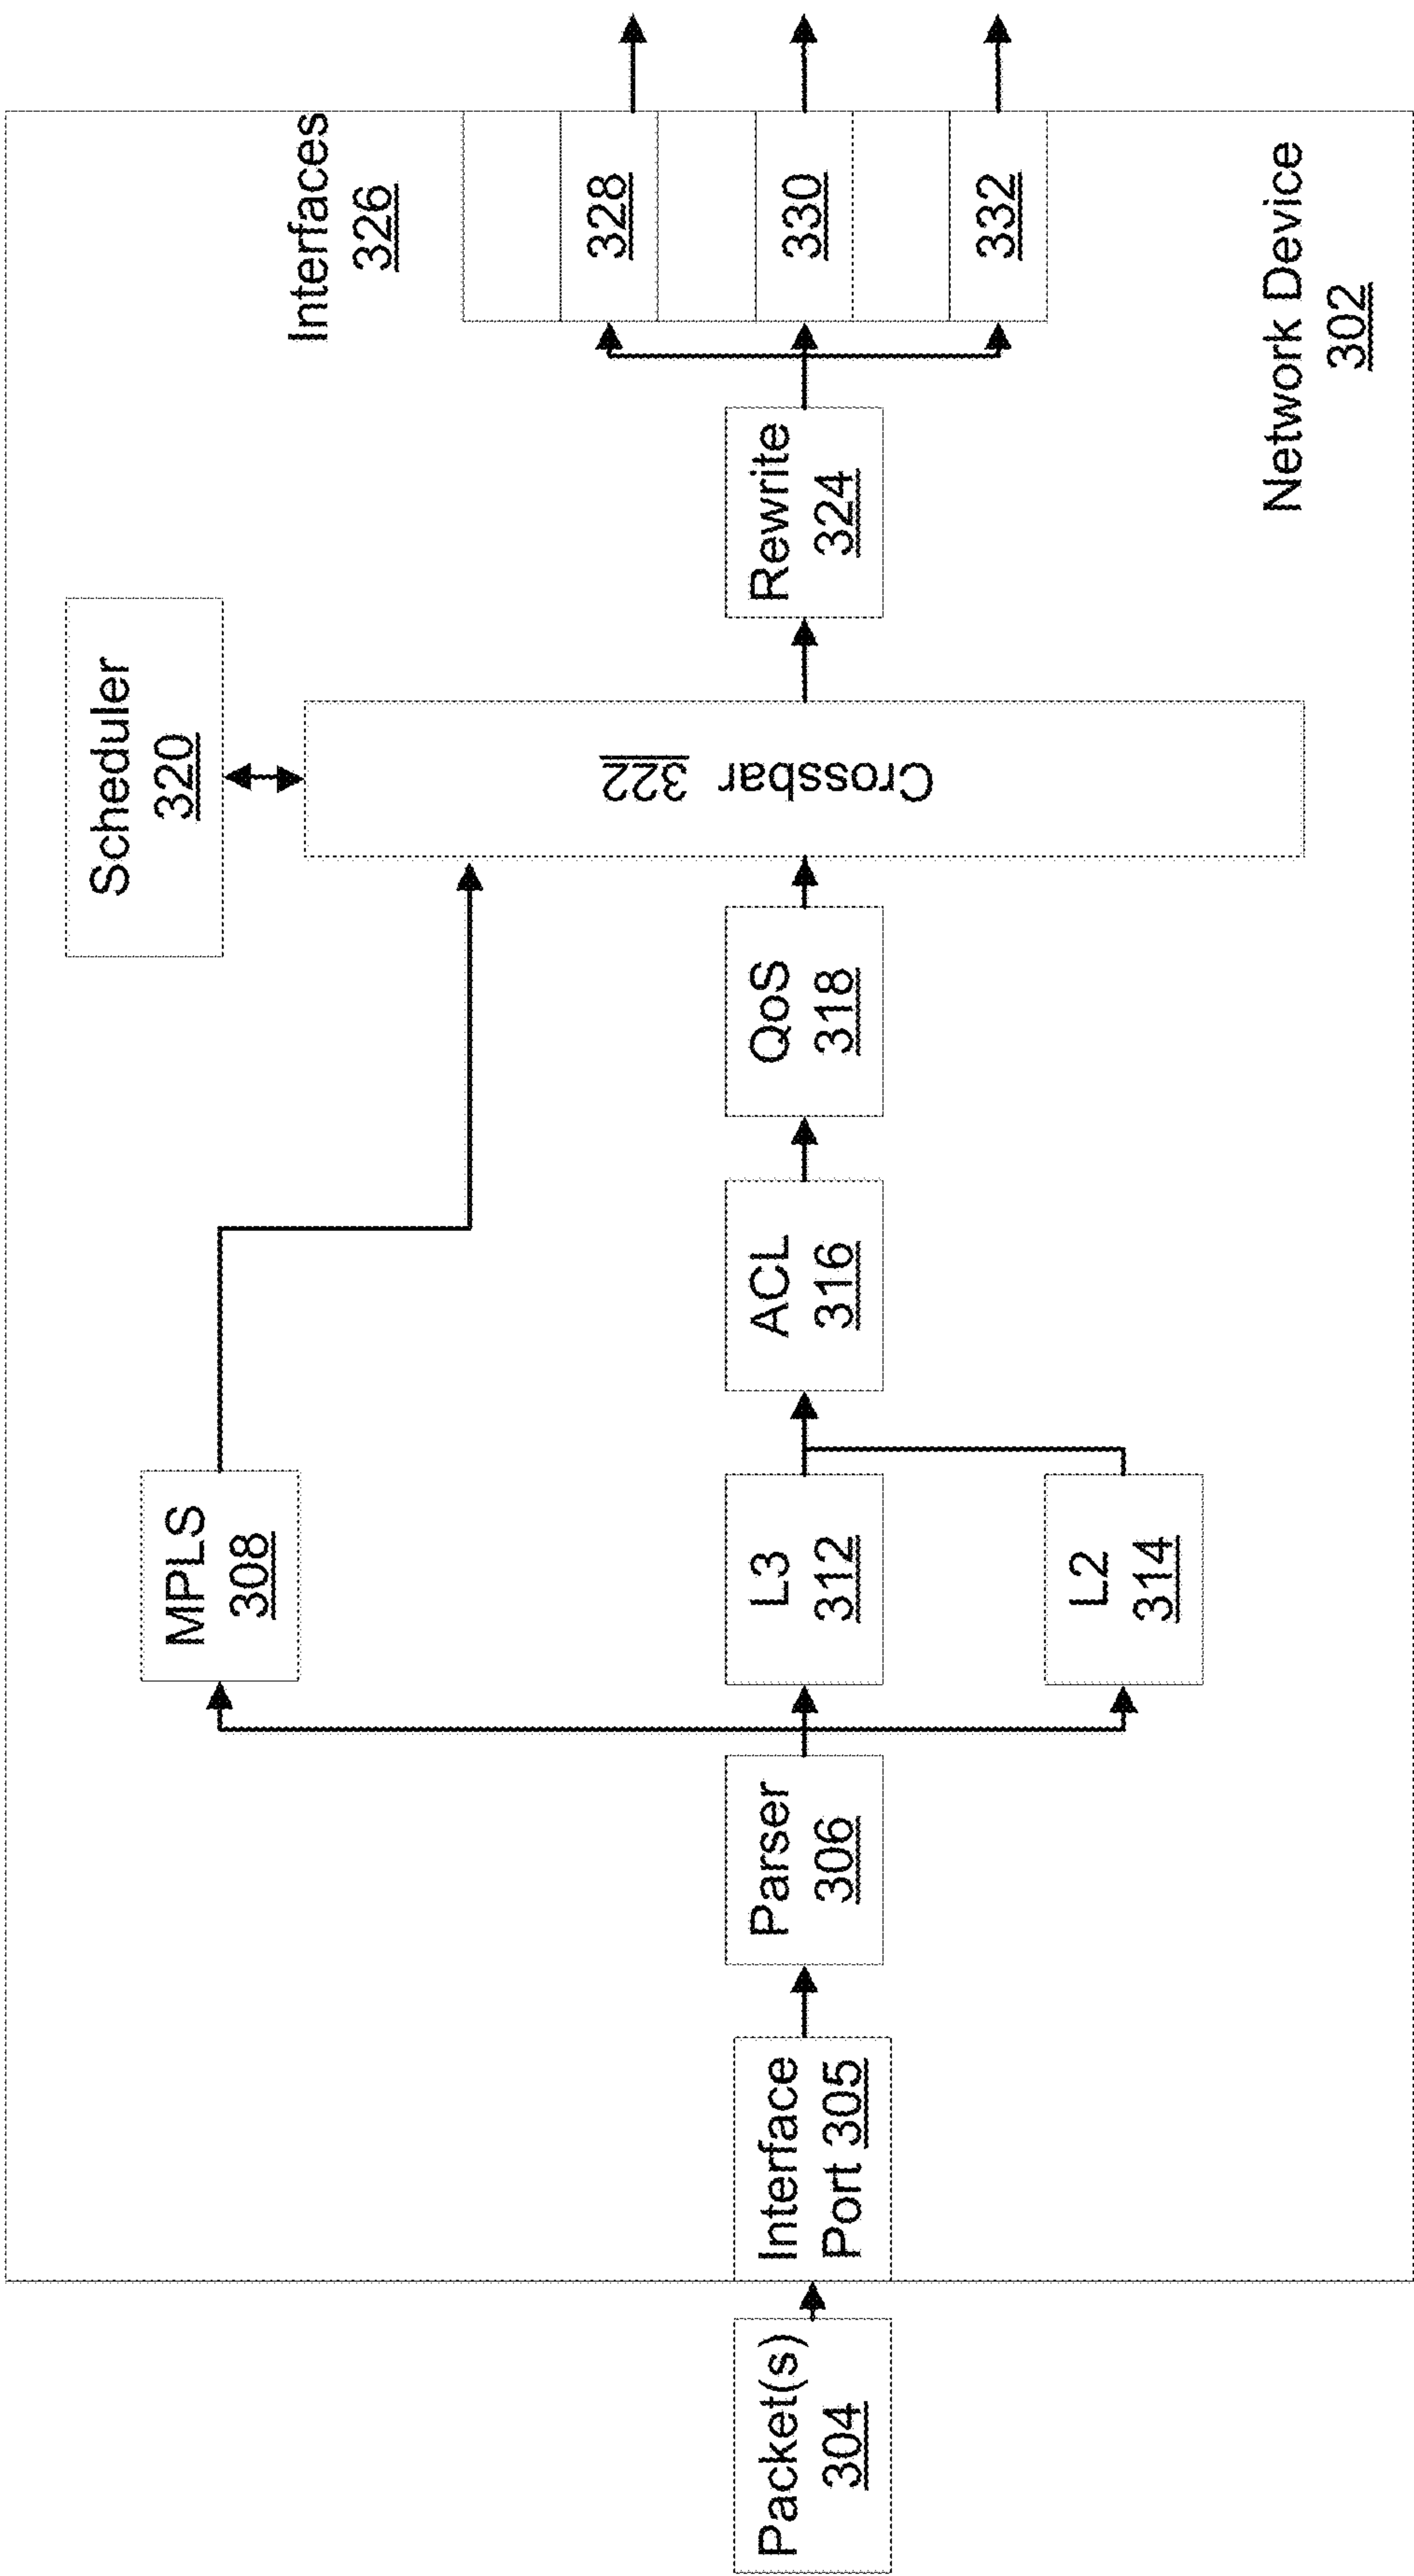 Packet(s)
304
Interface
Port 305
Parser
306
MPLS
308
L3
312
L2
314
ACL
316
QoS
318
Scheduler
320
Crossbar 322
Rewrite
324
Interfaces
326
328
330
332
Network Device
302